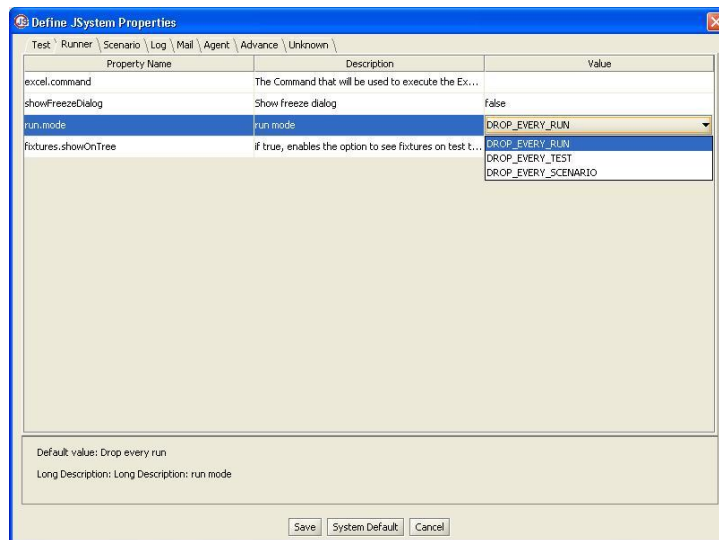 Define JSystem Properties
Test Runner Scenario Log Mail Agent Advance Unknown
Property Name Description Value
excel.command The Command that will be used to execute the Ex...
showFreezeDialog Show freeze dialog false
run.mode run mode DROP_EVERY_RUN
fixtures.showOnTree if true, enables the option to see fixtures on test t... DROP_EVERY_RUN
DROP_EVERY_TEST
DROP_EVERY_SCENARIO
Default value: Drop every run
Long Description: Long Description: run mode
Save System Default Cancel